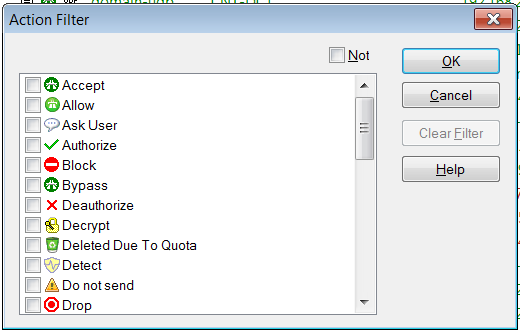 Action Filter
Not
OK
Cancel
Clear Filter
Help
Accept
Allow
Ask User
Authorize
Block
Bypass
Deauthorize
Decrypt
Deleted Due To Quota
Detect
Do not send
Drop